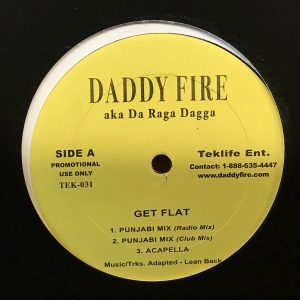 DADDY FIRE
aka Da Raga Dagga
SIDE A
PROMOTIONAL
USE ONLY
TEK-031
Teklife Ent.
Contact: 1-888-635-4447
www.daddyfire.com
GET FLAT
1. PUNJABI MIX (Radio Mix)
2. PUNJABI MIX (Club Mix)
3. ACAPELLA
Music/Trks. Adapted - Lean Back